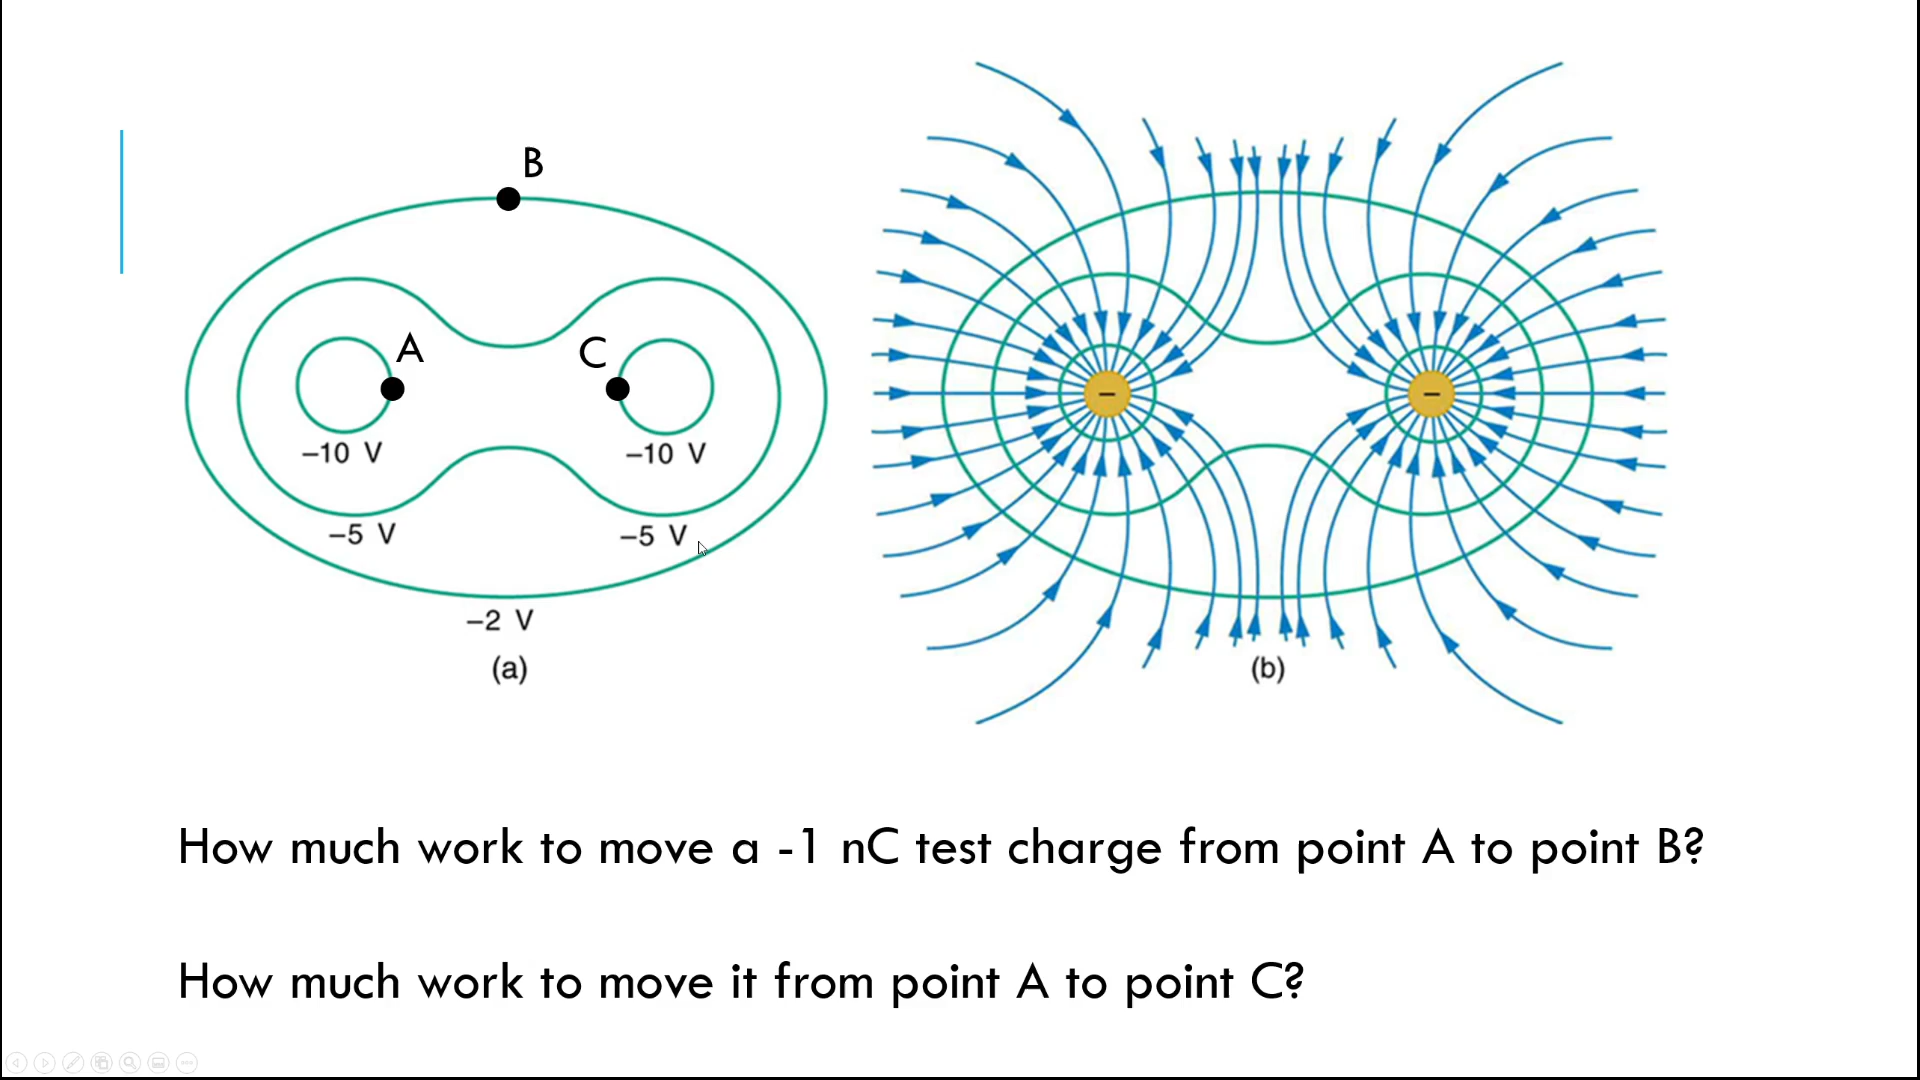 B
A
C
–10 V
–10 V
–5 V
–5 V
–2 V
(a)
–
–
(b)
How much work to move a -1 nC test charge from point A to point B?
How much work to move it from point A to point C?